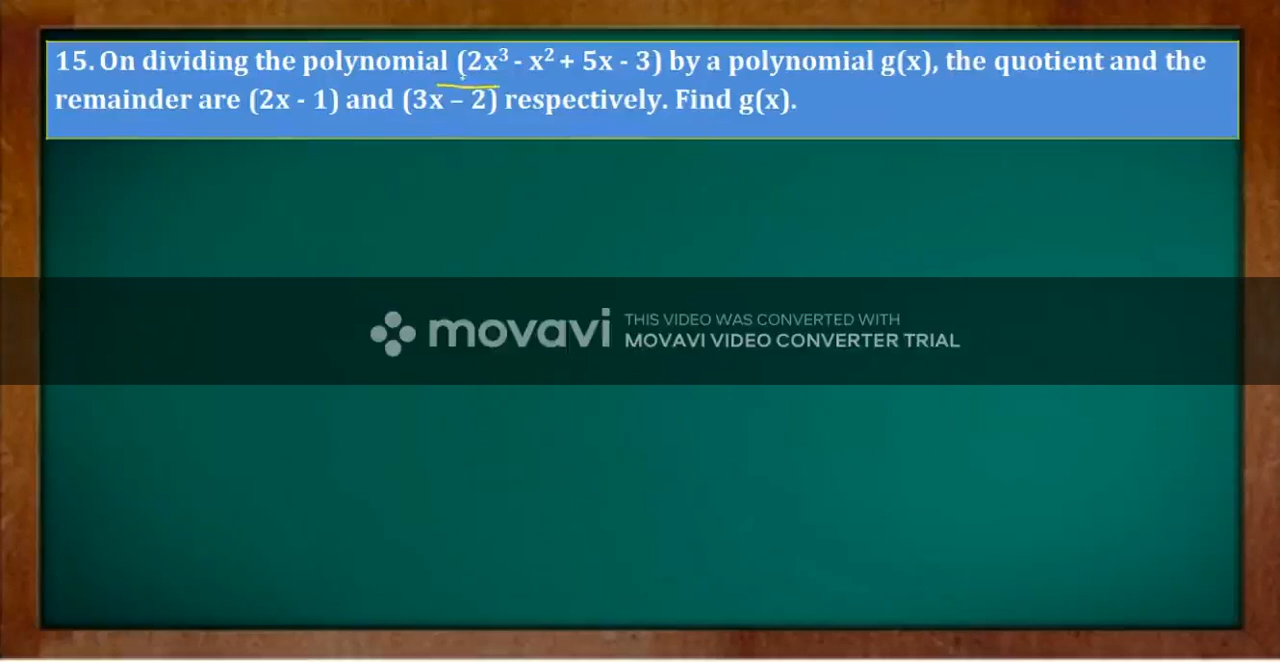 15. On dividing the polynomial (2x³ - x² + 5x - 3) by a polynomial g(x), the quotient and the
remainder are (2x - 1) and (3x – 2) respectively. Find g(x).
movavi
THIS VIDEO WAS CONVERTED WITH
MOVAVI VIDEO CONVERTER TRIAL